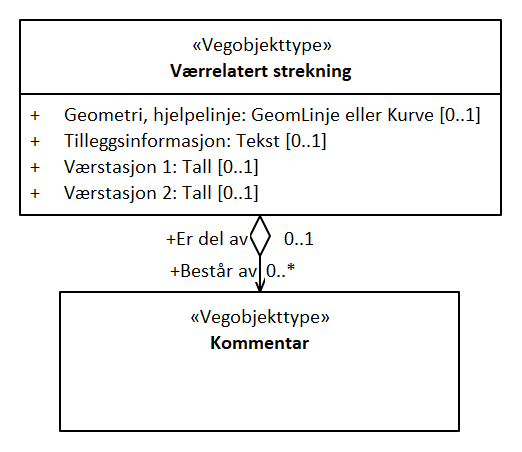 «Vegobjekttype»
Værrelatert strekning
+ Geometri, hjelpelinje: GeomLinje eller Kurve [0..1]
+ Tilleggsinformasjon: Tekst [0..1]
+ Værstasjon 1: Tall [0..1]
+ Værstasjon 2: Tall [0..1]
+Er del av 0..1
+Består av 0..*
«Vegobjekttype»
Kommentar